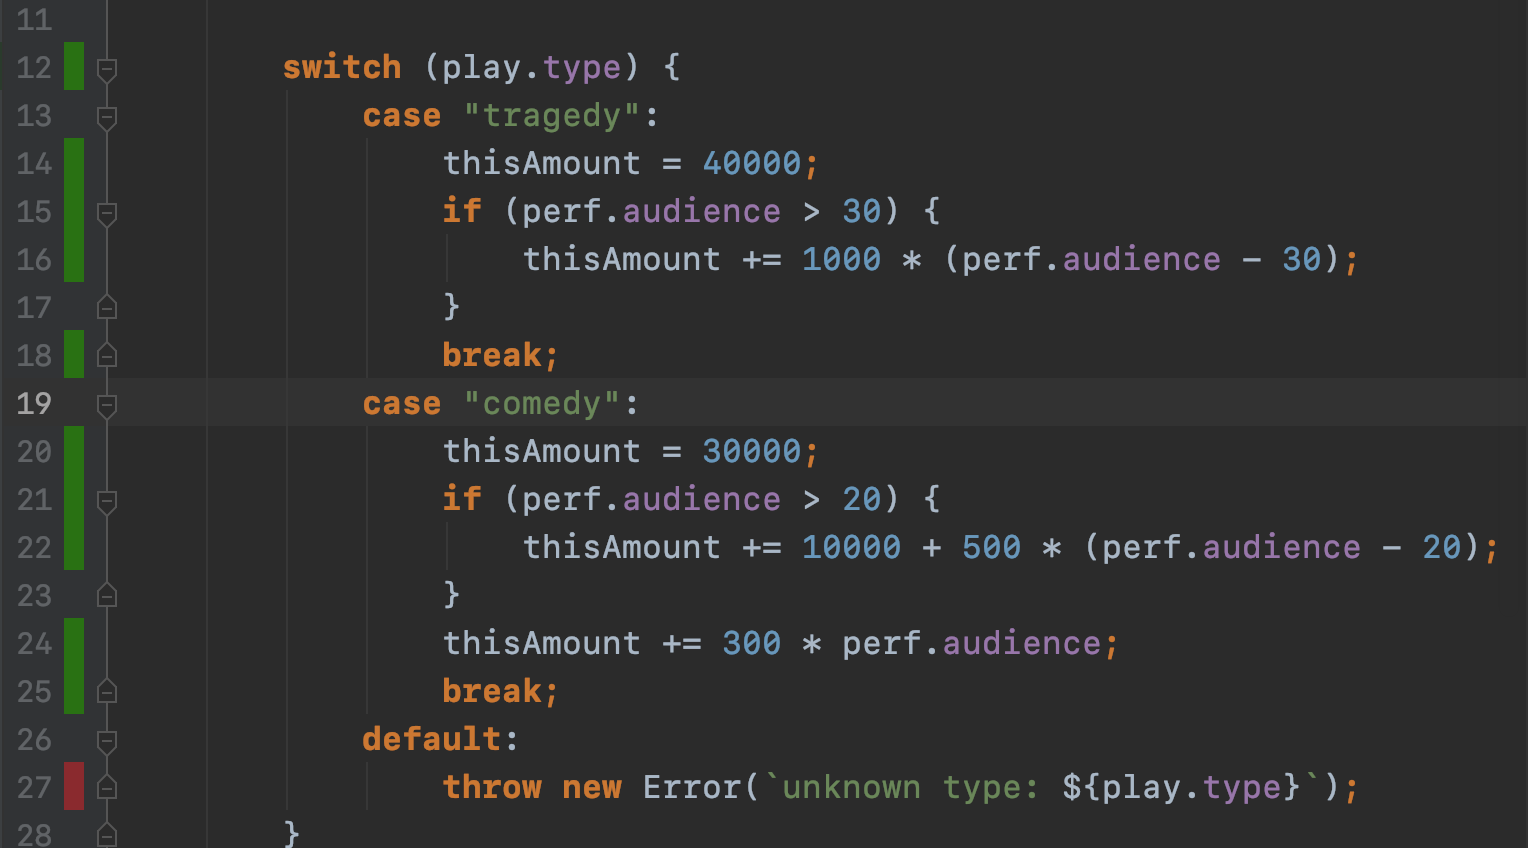 11
12 switch (play.type) {
13 case "tragedy":
14 thisAmount = 40000;
15 if (perf.audience > 30) {
16 thisAmount += 1000 * (perf.audience - 30);
17 }
18 break;
19 case "comedy":
20 thisAmount = 30000;
21 if (perf.audience > 20) {
22 thisAmount += 10000 + 500 * (perf.audience - 20);
23 }
24 thisAmount += 300 * perf.audience;
25 break;
26 default:
27 throw new Error(`unknown type: ${play.type}`);
28 }